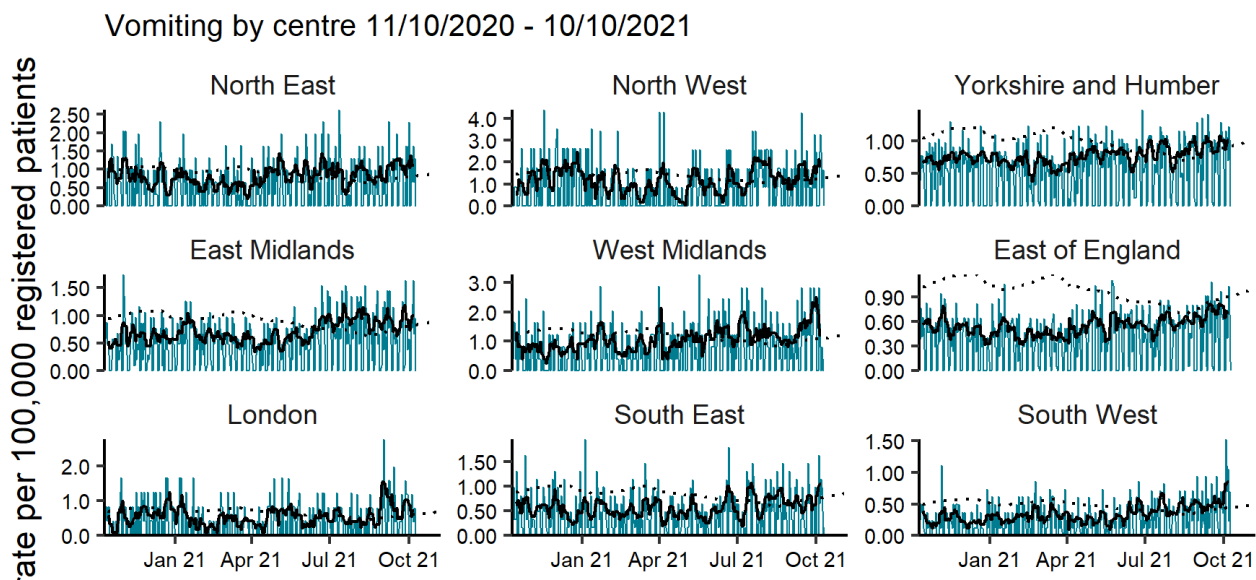 Vomiting by centre 11/10/2020 - 10/10/2021
rate per 100,000 registered patients
North East
North West
Yorkshire and Humber
2.50
2.00
1.50
1.00
0.50
0.00
4.0
3.0
2.0
1.0
0.0
1.00
0.50
0.00
East Midlands
West Midlands
East of England
1.50
1.00
0.50
0.00
3.0
2.0
1.0
0.0
0.90
0.60
0.30
0.00
London
South East
South West
2.0
1.0
0.0
1.50
1.00
0.50
0.00
1.50
1.00
0.50
0.00
Jan 21 Apr 21 Jul 21 Oct 21
Jan 21 Apr 21 Jul 21 Oct 21
Jan 21 Apr 21 Jul 21 Oct 21